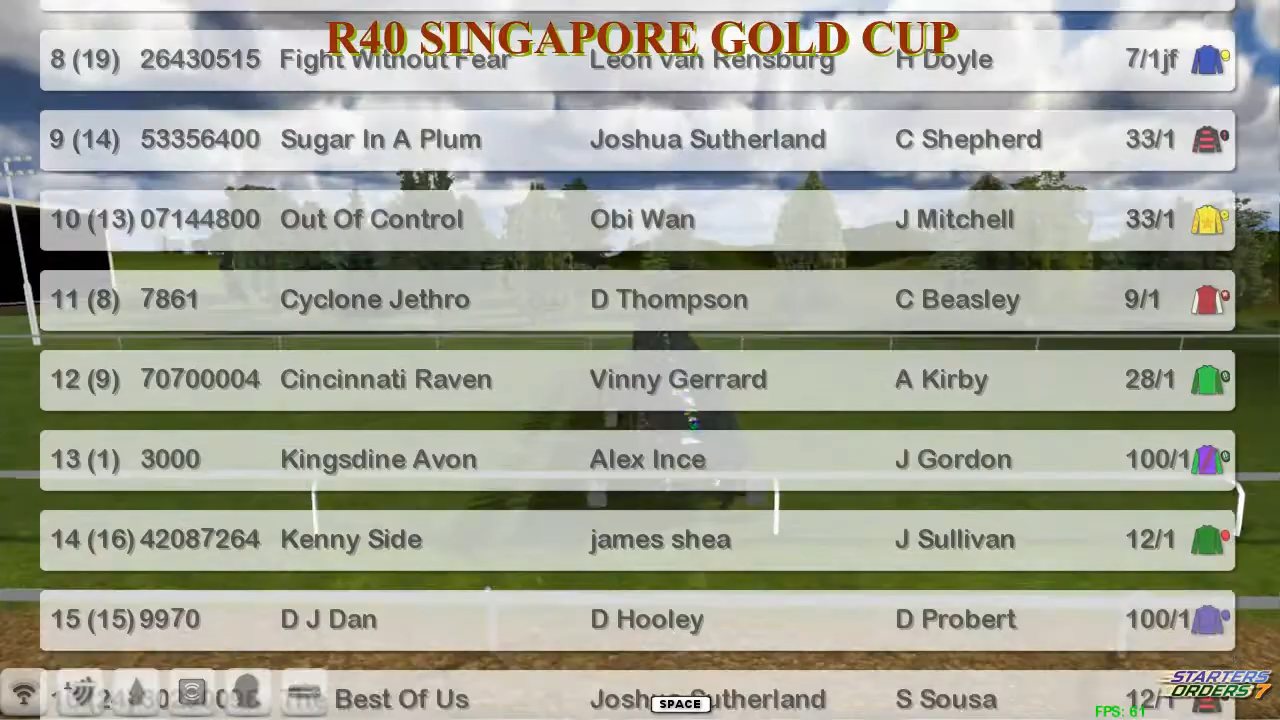 R40 SINGAPORE GOLD CUP
8 (19) 26430515 Fight Without Fear Leon van Rensburg H Doyle 7/1jf
9 (14) 53356400 Sugar In A Plum Joshua Sutherland C Shepherd 33/1
10 (13) 07144800 Out Of Control Obi Wan J Mitchell 33/1
11 (8) 7861 Cyclone Jethro D Thompson C Beasley 9/1
12 (9) 70700004 Cincinnati Raven Vinny Gerrard A Kirby 28/1
13 (1) 3000 Kingsdine Avon Alex Ince J Gordon 100/1
14 (16) 42087264 Kenny Side james shea J Sullivan 12/1
15 (15) 9970 D J Dan D Hooley D Probert 100/1
Best Of Us Joshua Sutherland S Sousa 12/1
SPACE
STARTERS ORDERS 7
FPS: 61